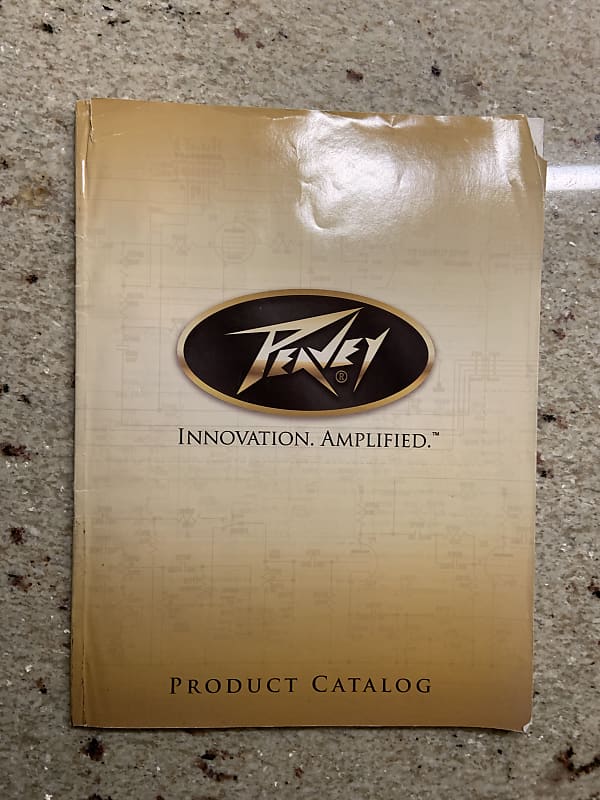 PEAVEY
®
INNOVATION. AMPLIFIED.™
PRODUCT CATALOG